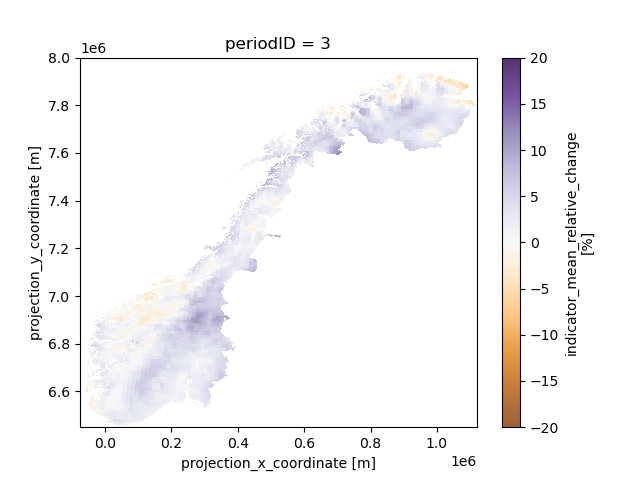 periodID = 3
1e6
8.0
7.8
7.6
7.4
7.2
7.0
6.8
6.6
projection_y_coordinate [m]
0.0 0.2 0.4 0.6 0.8 1.0
1e6
projection_x_coordinate [m]
20
15
10
5
0
−5
−10
−15
−20
indicator_mean_relative_change
[%]